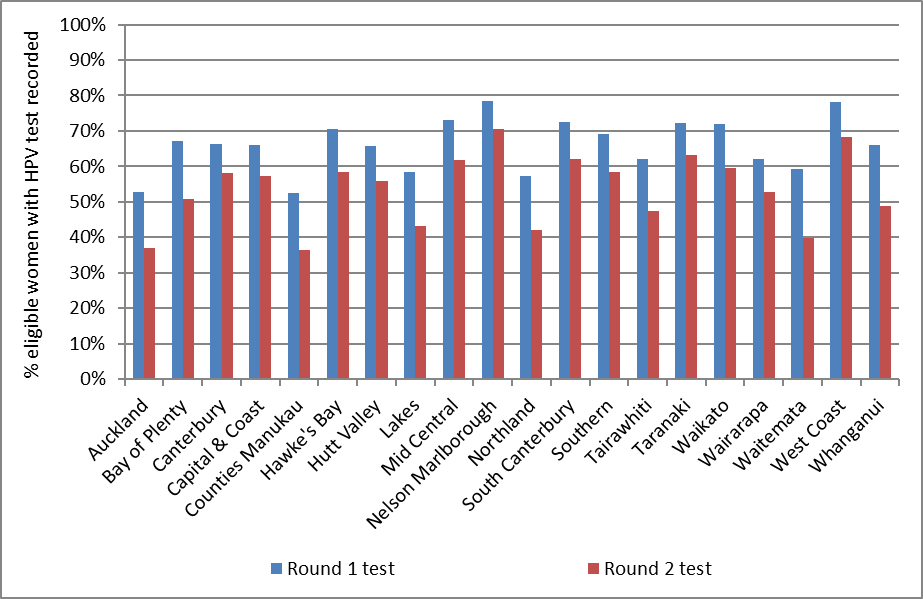 % eligible women with HPV test recorded
100%
90%
80%
70%
60%
50%
40%
30%
20%
10%
0%
Auckland
Bay of Plenty
Canterbury
Capital & Coast
Counties Manukau
Hawke's Bay
Hutt Valley
Lakes
Mid Central
Nelson Marlborough
Northland
South Canterbury
Southern
Tairawhiti
Taranaki
Waikato
Wairarapa
Waitemata
West Coast
Whanganui
Round 1 test
Round 2 test